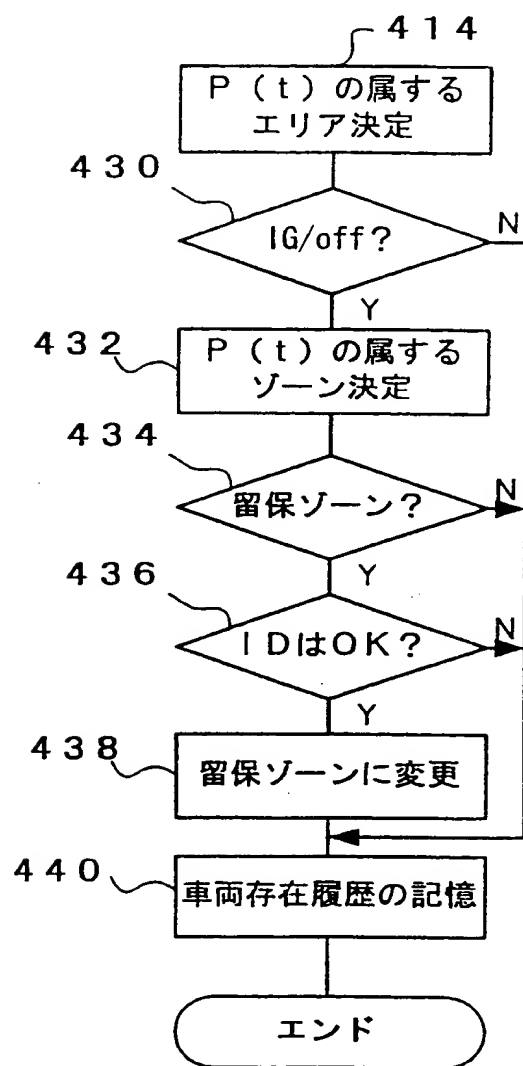 414
P(t)の属する
エリア決定
430
IG/off?
N
Y
432
P(t)の属する
ゾーン決定
434
留保ゾーン?
N
Y
436
IDはOK?
N
Y
438
留保ゾーンに変更
440
車両存在履歴の記憶
エンド